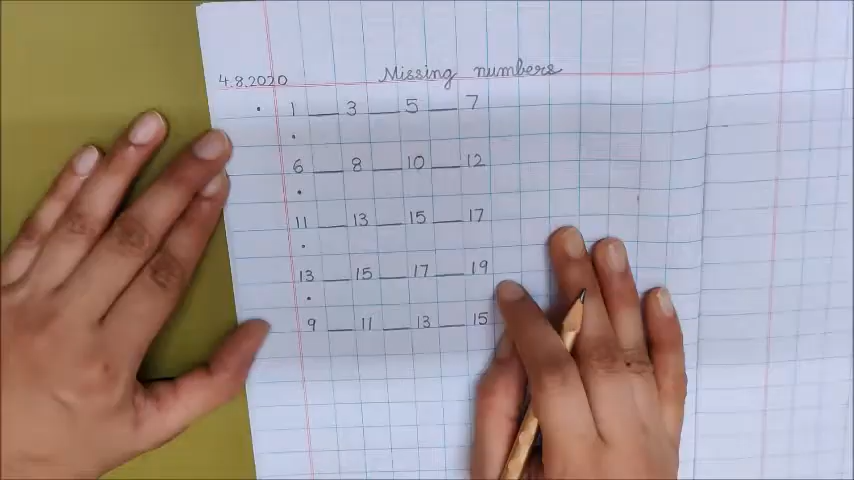 4.8.2020 Missing numbers
1 __ 3 __ 5 __ 7
6 __ 8 __ 10 __ 12
11 __ 13 __ 15 __ 17
13 __ 15 __ 17 __ 19
9 __ 11 __ 13 __ 15